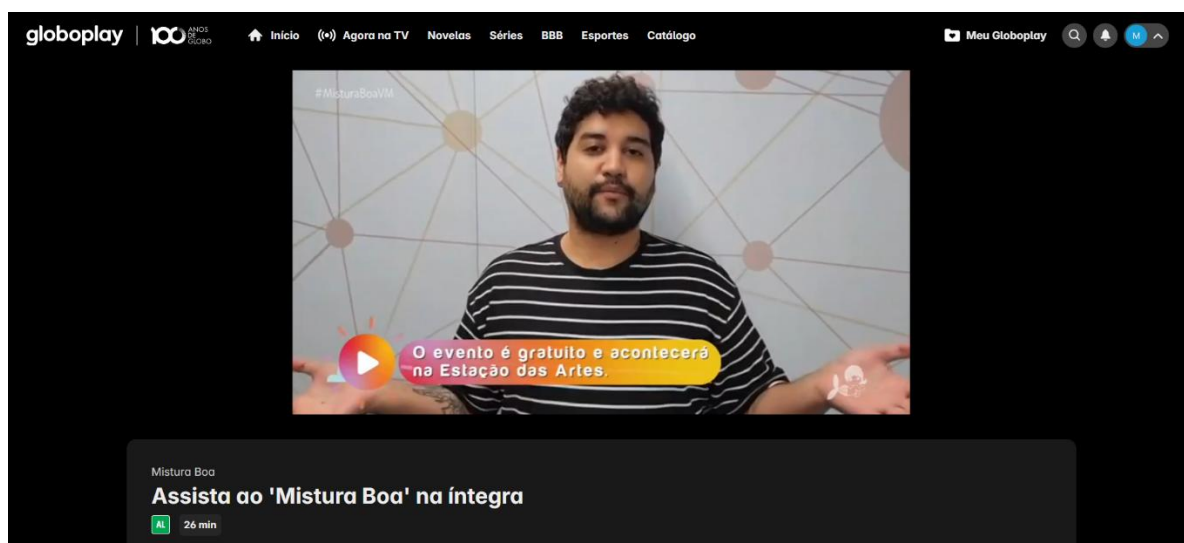 globoplay
100 ANOS DE GLOBO
Início
Agora na TV
Novelas
Séries
BBB
Esportes
Catálogo
Meu Globoplay
M
#MisturaBoaVM
O evento é gratuito e acontecerá
na Estação das Artes.
Mistura Boa
Assista ao 'Mistura Boa' na íntegra
AL
26 min